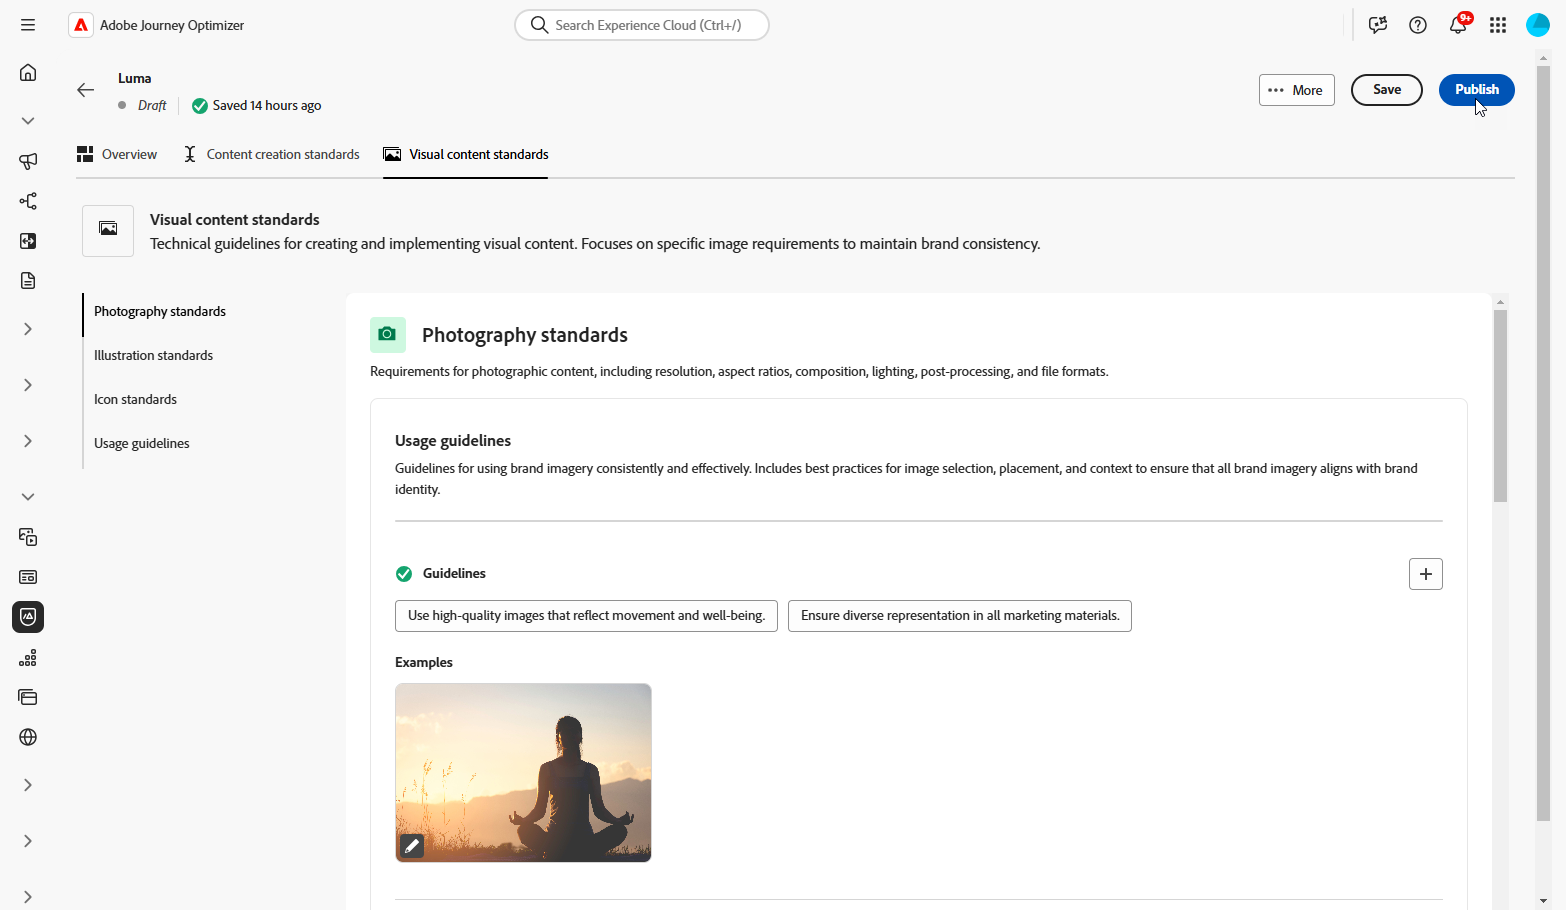 Adobe Journey Optimizer
Search Experience Cloud (Ctrl+/)
9+
Luma
Draft
Saved 14 hours ago
More
Save
Publish
Overview
Content creation standards
Visual content standards
Visual content standards
Technical guidelines for creating and implementing visual content. Focuses on specific image requirements to maintain brand consistency.
Photography standards
Illustration standards
Icon standards
Usage guidelines
Photography standards
Requirements for photographic content, including resolution, aspect ratios, composition, lighting, post-processing, and file formats.
Usage guidelines
Guidelines for using brand imagery consistently and effectively. Includes best practices for image selection, placement, and context to ensure that all brand imagery aligns with brand
identity.
Guidelines
Use high-quality images that reflect movement and well-being.
Ensure diverse representation in all marketing materials.
Examples